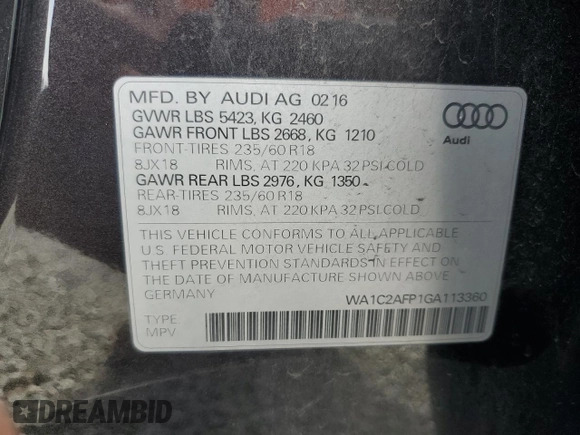 MFD. BY AUDI AG 02 16
GVWR LBS 5423, KG 2460
GAWR FRONT LBS 2668, KG 1210
FRONT-TIRES 235/60 R18
8JX18 RIMS, AT 220 KPA 32 PSI COLD
GAWR REAR LBS 2976, KG 1350
REAR-TIRES 235/60 R18
8JX18 RIMS, AT 220 KPA 32 PSI COLD
Audi
THIS VEHICLE CONFORMS TO ALL APPLICABLE
U.S. FEDERAL MOTOR VEHICLE SAFETY AND
THEFT PREVENTION STANDARDS IN EFFECT ON
THE DATE OF MANUFACTURE SHOWN ABOVE.
GERMANY
WA1C2AFP1GA113360
TYPE
MPV
DREAMBID